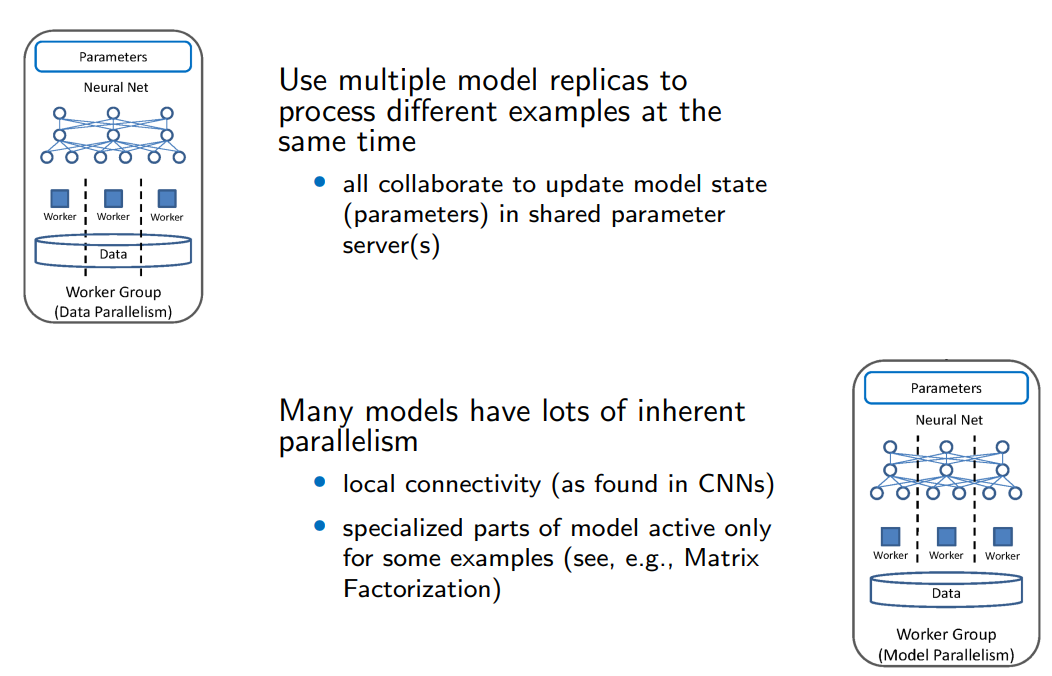 Parameters
Neural Net
Worker Worker Worker
Data
Worker Group
(Data Parallelism)
Use multiple model replicas to
process different examples at the
same time
• all collaborate to update model state
(parameters) in shared parameter
server(s)
Many models have lots of inherent
parallelism
• local connectivity (as found in CNNs)
• specialized parts of model active only
for some examples (see, e.g., Matrix
Factorization)
Parameters
Neural Net
Worker Worker Worker
Data
Worker Group
(Model Parallelism)